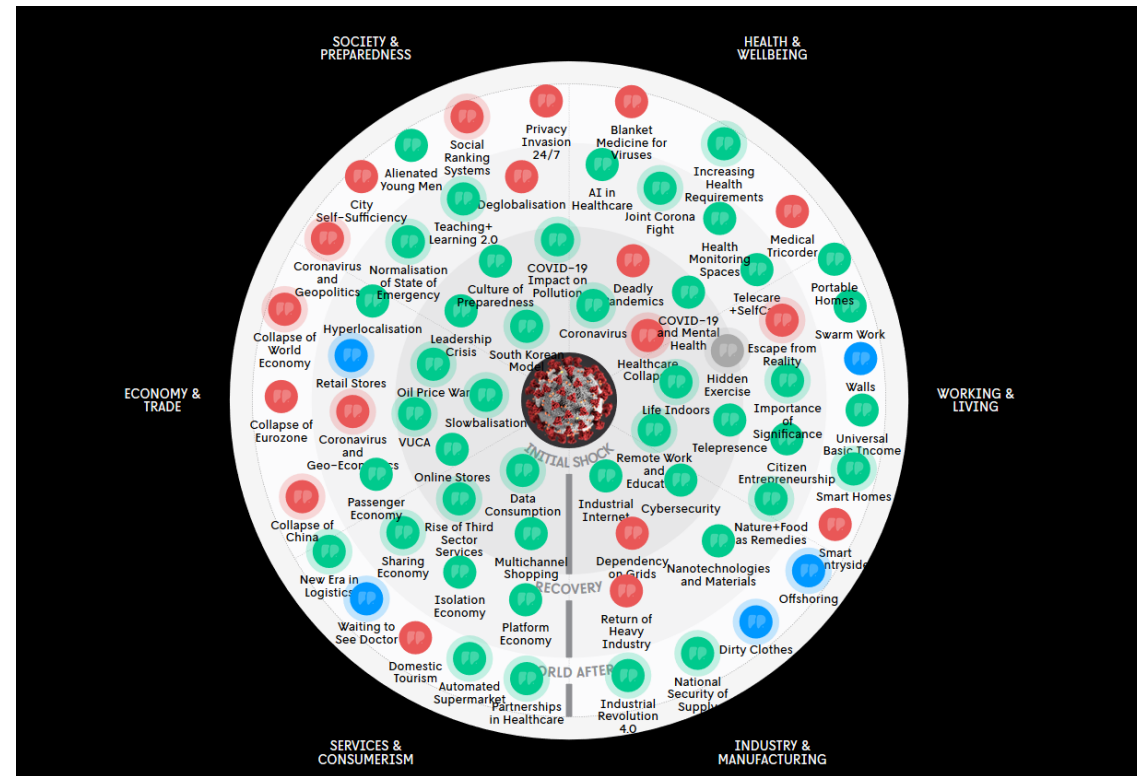 SOCIETY &
PREPAREDNESS
HEALTH &
WELLBEING
ECONOMY &
TRADE
WORKING &
LIVING
SERVICES &
CONSUMERISM
INDUSTRY &
MANUFACTURING
Privacy
Invasion
24/7
Blanket
Medicine for
Viruses
Social
Ranking
Systems
Alienated
Young Men
City
Self-Sufficiency
Deglobalisation
AI in
Healthcare
Increasing
Health
Requirements
Joint Corona
Fight
Teaching+
Learning 2.0
Medical
Tricorder
Health
Monitoring
Spaces
Coronavirus
and
Geopolitics
Normalisation
of State of
Emergency
COVID-19
Impact on
Pollution
Culture of
Preparedness
Deadly
Pandemics
Telecare
Portable
Homes
Hyperlocalisation
Leadership
Crisis
Coronavirus
COVID-19
and Mental
Health
Swarm Work
Escape from
Reality
Collapse of
World
Economy
South Korean
Model
Healthcare
Collapse
Retail Stores
Oil Price War
Hidden
Exercise
Walls
Life Indoors
Importance
of
Significance
Slowbalisation
Collapse of
Eurozone
Coronavirus
and
Geo-Economics
VUCA
Telepresence
Universal
Basic Income
INITIAL SHOCK
Remote Work
and
Education
Citizen
Entrepreneurship
Online Stores
Data
Consumption
Industrial
Internet
Cybersecurity
Smart Homes
Passenger
Economy
Collapse of
China
Rise of Third
Sector
Services
Nature+Food
as Remedies
Smart
Multichannel
Shopping
Dependency
on Grids
Nanotechnologies
and Materials
Sharing
Economy
New Era in
Logistics
RECOVERY
Isolation
Economy
Offshoring
Platform
Economy
Return of
Heavy
Industry
Waiting to
See Doctor
Dirty Clothes
Domestic
Tourism
WORLD AFTER
Automated
Supermarket
Partnerships
in Healthcare
Industrial
Revolution
4.0
National
Security of
Supply